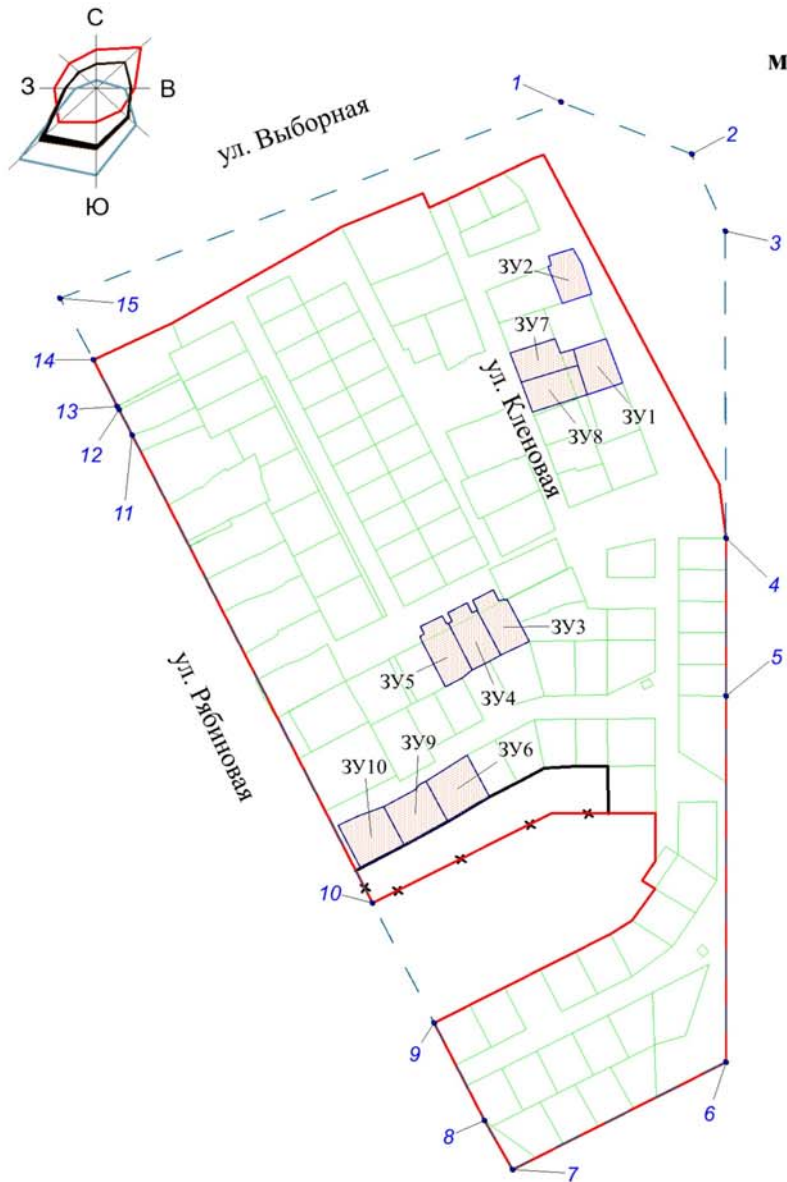 С
З
В
Ю
м
ул. Выборная
1
2
3
15
ЗУ2
14
ЗУ7
ул. Кленовая
ЗУ1
13
12
ЗУ8
11
4
ЗУ3
ЗУ5
ЗУ4
5
ул. Рябиновая
ЗУ6
ЗУ9
ЗУ10
10
9
6
8
7